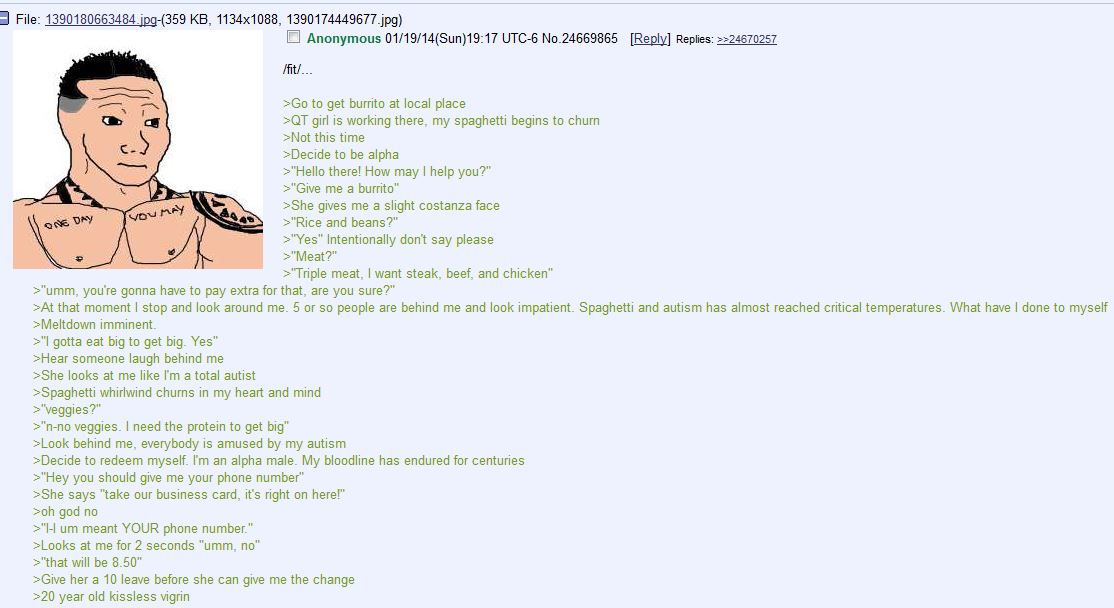 File: 1390180663484.jpg-(359 KB, 1134x1088, 1390174449677.jpg)
Anonymous 01/19/14(Sun)19:17 UTC-6 No.24669865 [Reply] Replies: >>24670257
/fit/...
ONE DAY YOU MAY
>Go to get burrito at local place
>QT girl is working there, my spaghetti begins to churn
>Not this time
>Decide to be alpha
>"Hello there! How may I help you?"
>"Give me a burrito"
>She gives me a slight costanza face
>"Rice and beans?"
>"Yes" Intentionally don't say please
>"Meat?"
>"Triple meat, I want steak, beef, and chicken"
>"umm, you're gonna have to pay extra for that, are you sure?"
>At that moment I stop and look around me. 5 or so people are behind me and look impatient. Spaghetti and autism has almost reached critical temperatures. What have I done to myself
>Meltdown imminent.
>"I gotta eat big to get big. Yes"
>Hear someone laugh behind me
>She looks at me like I'm a total autist
>Spaghetti whirlwind churns in my heart and mind
>"veggies?"
>"n-no veggies. I need the protein to get big"
>Look behind me, everybody is amused by my autism
>Decide to redeem myself. I'm an alpha male. My bloodline has endured for centuries
>"Hey you should give me your phone number"
>She says "take our business card, it's right on here!"
>oh god no
>"I-I um meant YOUR phone number."
>Looks at me for 2 seconds "umm, no"
>"that will be 8.50"
>Give her a 10 leave before she can give me the change
>20 year old kissless vigrin